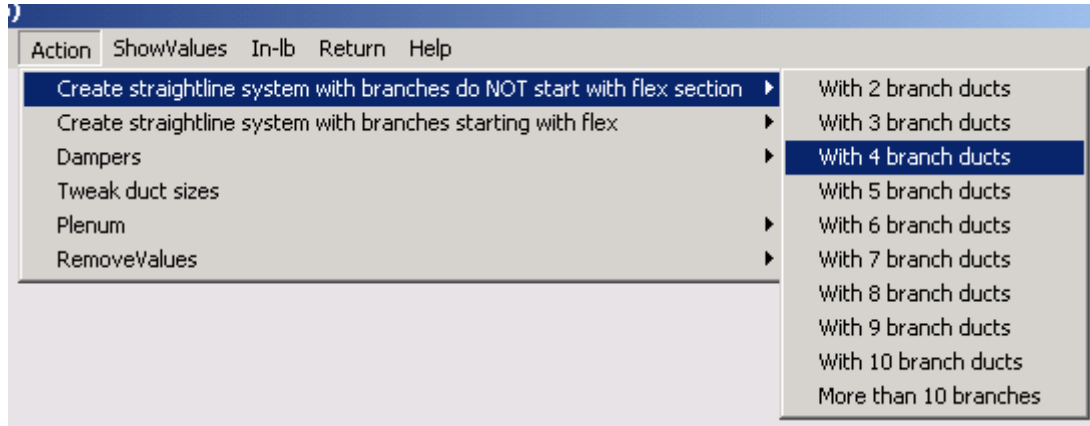 )
Action ShowValues In-lb Return Help
Create straightline system with branches do NOT start with flex section
Create straightline system with branches starting with flex
Dampers
Tweak duct sizes
Plenum
RemoveValues
With 2 branch ducts
With 3 branch ducts
With 4 branch ducts
With 5 branch ducts
With 6 branch ducts
With 7 branch ducts
With 8 branch ducts
With 9 branch ducts
With 10 branch ducts
More than 10 branches